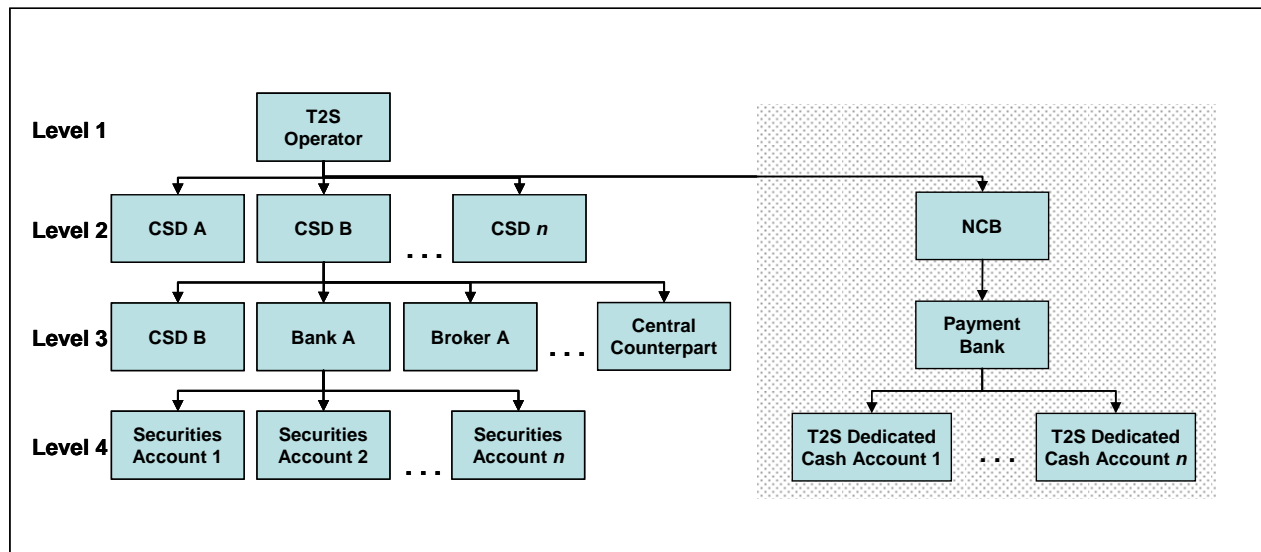 Level 1
T2S
Operator
Level 2
CSD A
CSD B
. . .
CSD n
NCB
Level 3
CSD B
Bank A
Broker A
. . .
Central
Counterpart
Payment
Bank
Level 4
Securities
Account 1
Securities
Account 2
. . .
Securities
Account n
T2S Dedicated
Cash Account 1
. . .
T2S Dedicated
Cash Account n